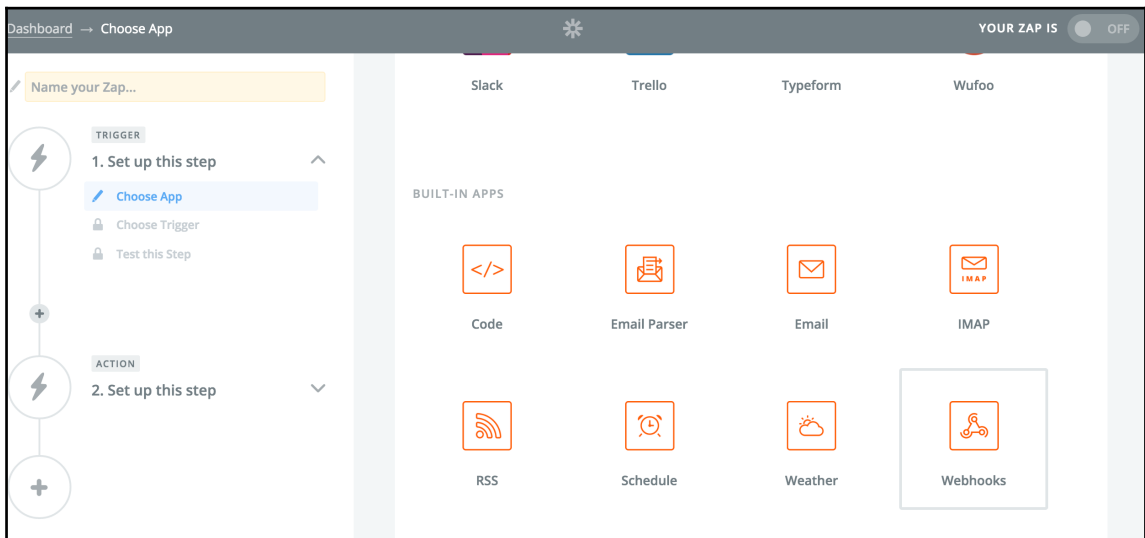 Dashboard → Choose App
YOUR ZAP IS
OFF
Name your Zap...
TRIGGER
1. Set up this step
Choose App
Choose Trigger
Test this Step
ACTION
2. Set up this step
Slack
Trello
Typeform
Wufoo
BUILT-IN APPS
</>
IMAP
Code
Email Parser
Email
IMAP
RSS
Schedule
Weather
Webhooks